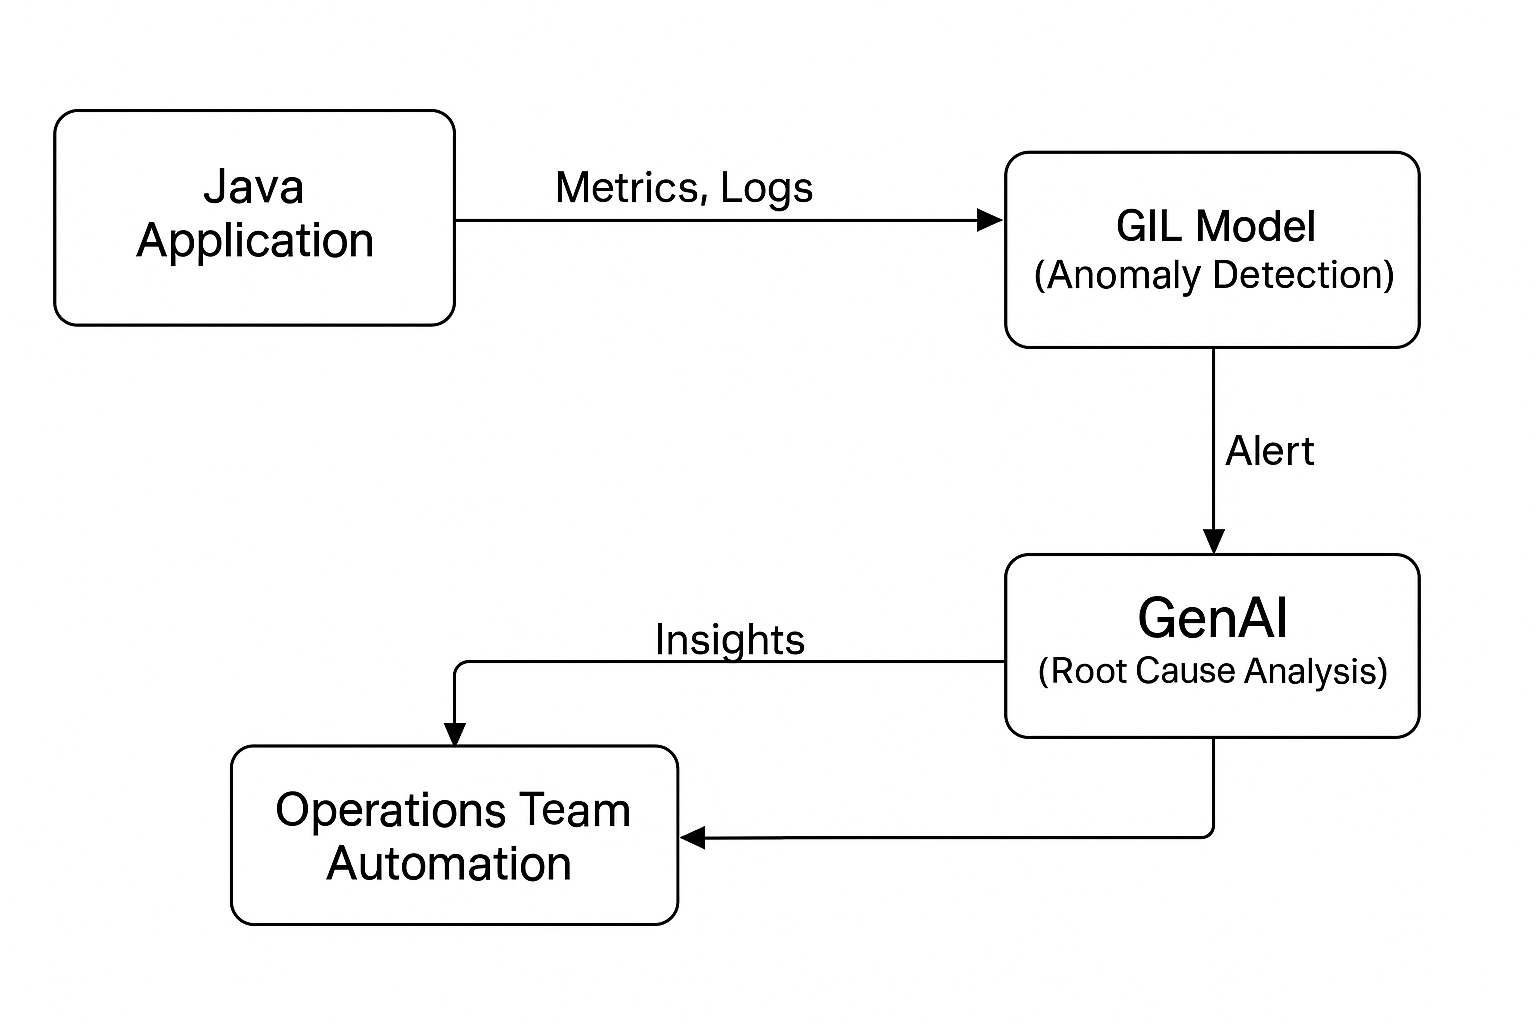 Java
Application
Metrics, Logs
GIL Model
(Anomaly Detection)
Alert
GenAI
(Root Cause Analysis)
Insights
Operations Team
Automation